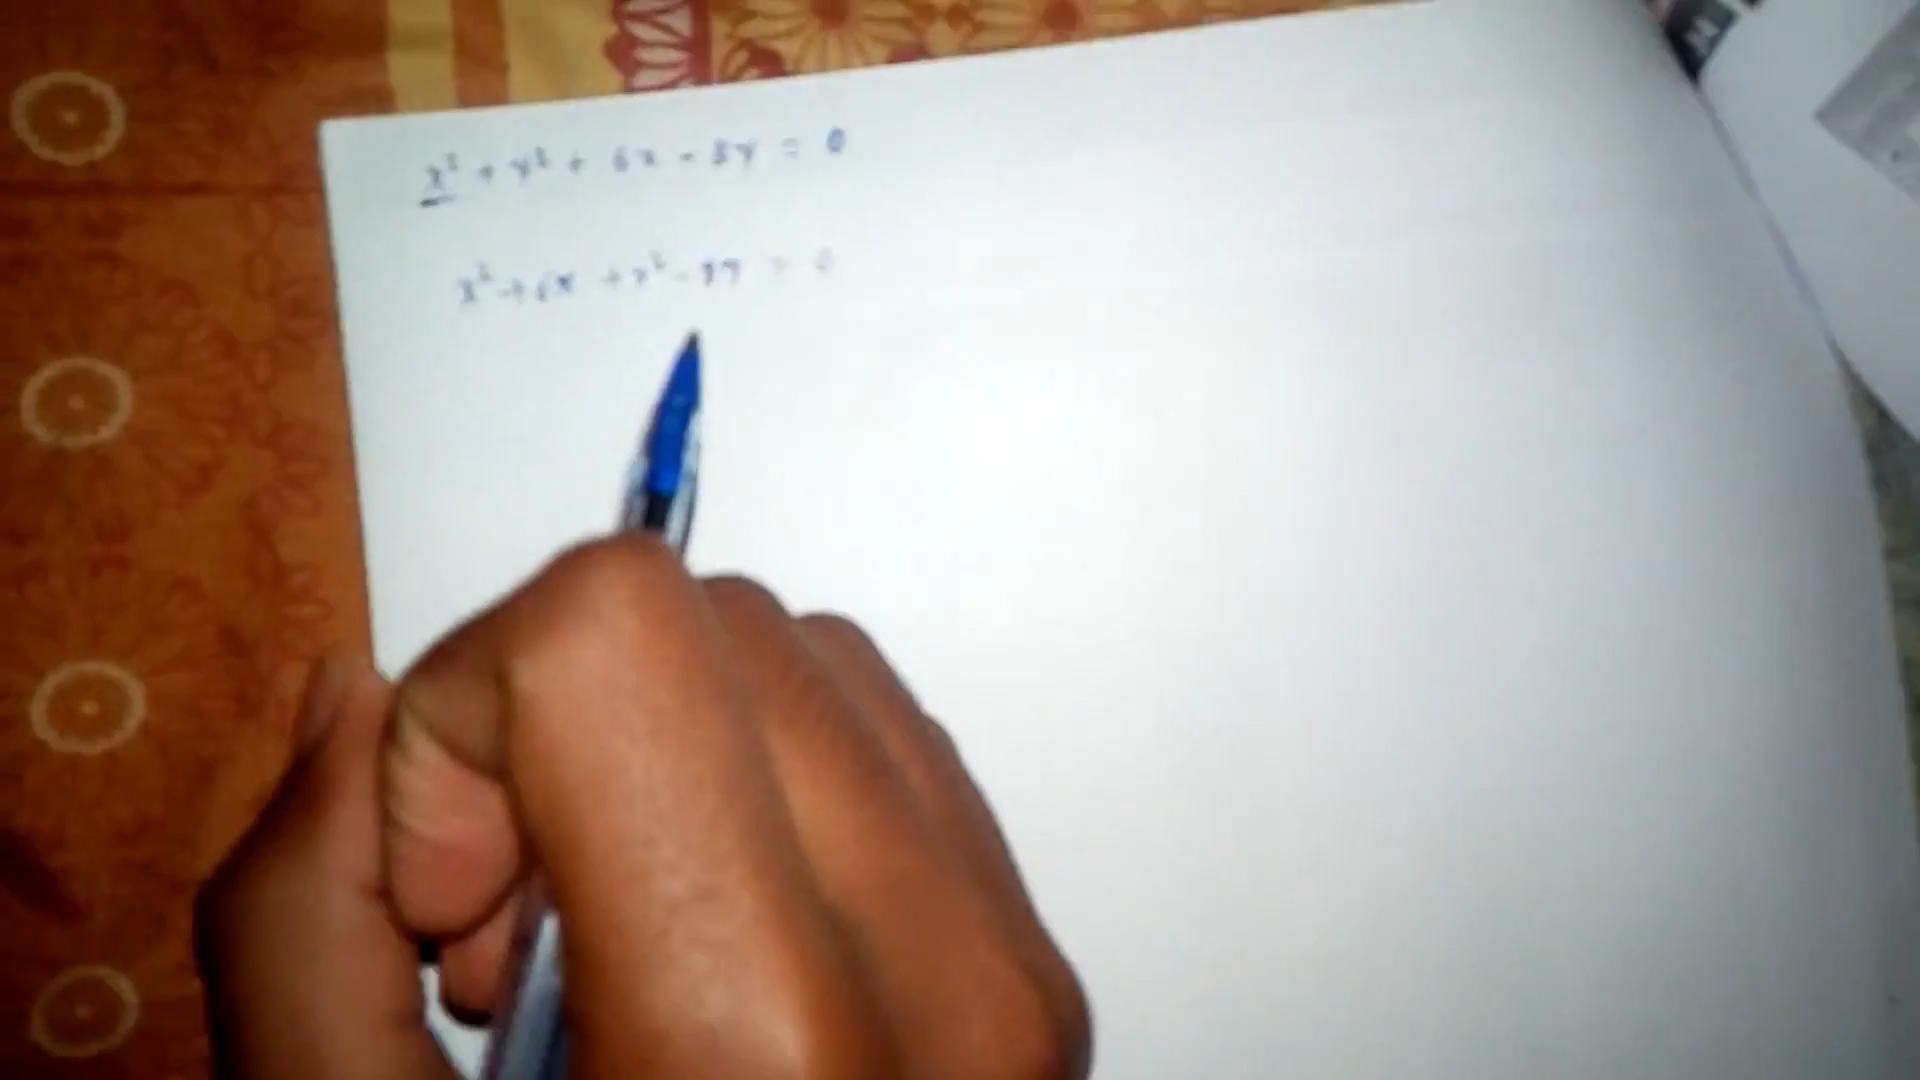 x² + y² + 6x - 8y = 0
x² + 6x + y² - 8y = 0